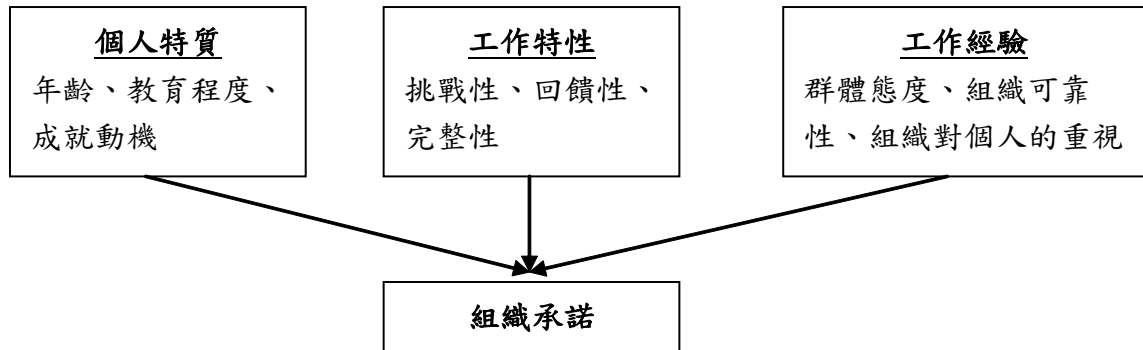 個人特質
年齡、教育程度、
成就動機
工作特性
挑戰性、回饋性、
完整性
工作經驗
群體態度、組織可靠
性、組織對個人的重視
組織承諾